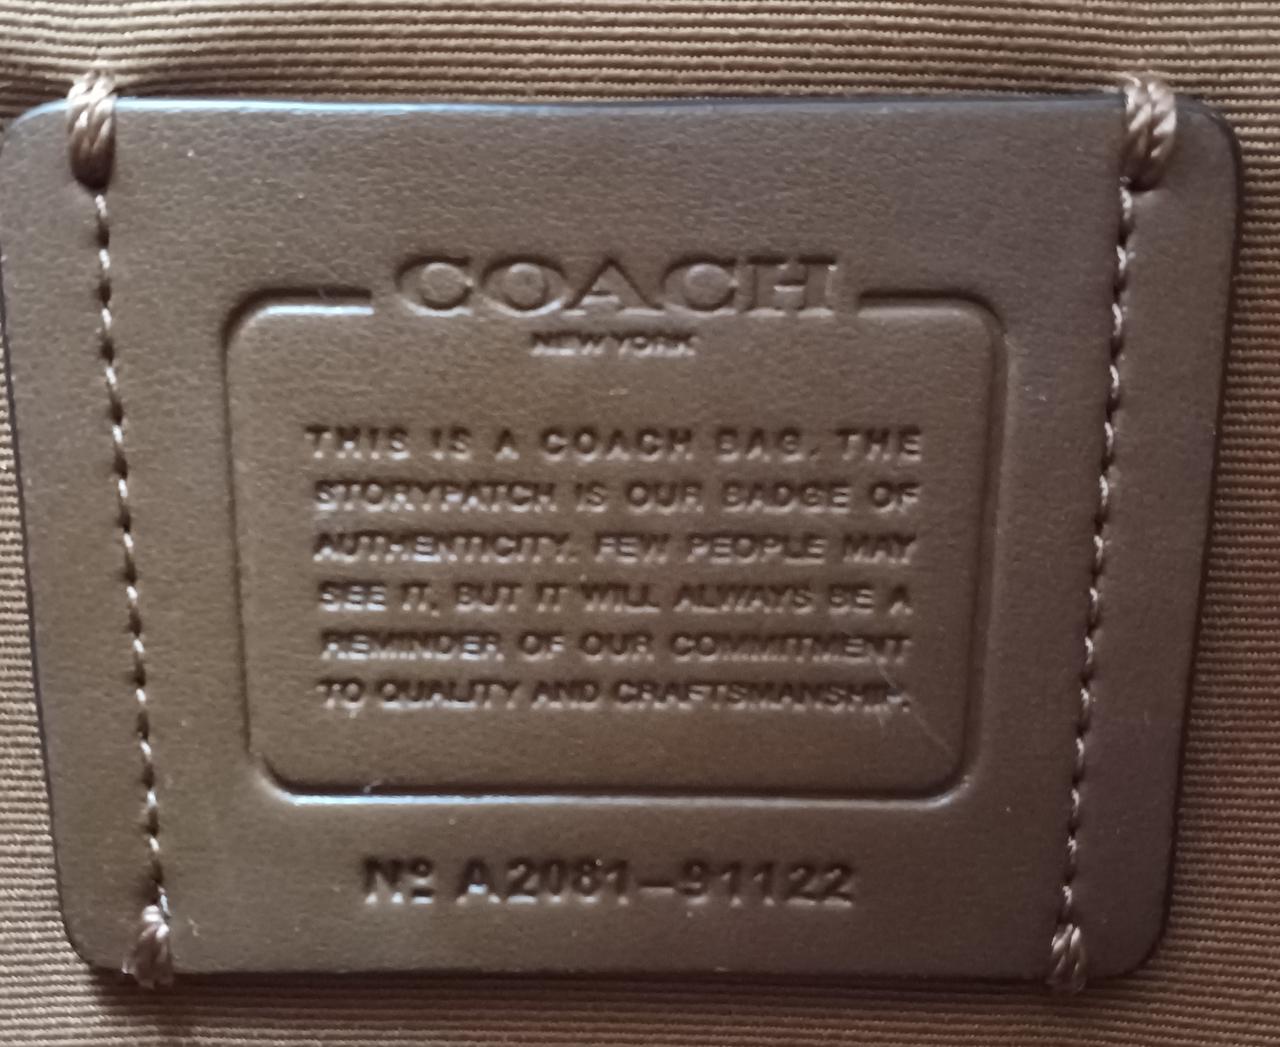 COACH
NEW YORK
THIS IS A COACH BAG. THE
STORYPATCH IS OUR BADGE OF
AUTHENTICITY. FEW PEOPLE MAY
SEE IT, BUT IT WILL ALWAYS BE A
REMINDER OF OUR COMMITMENT
TO QUALITY AND CRAFTSMANSHIP.
Nº A2081-91122